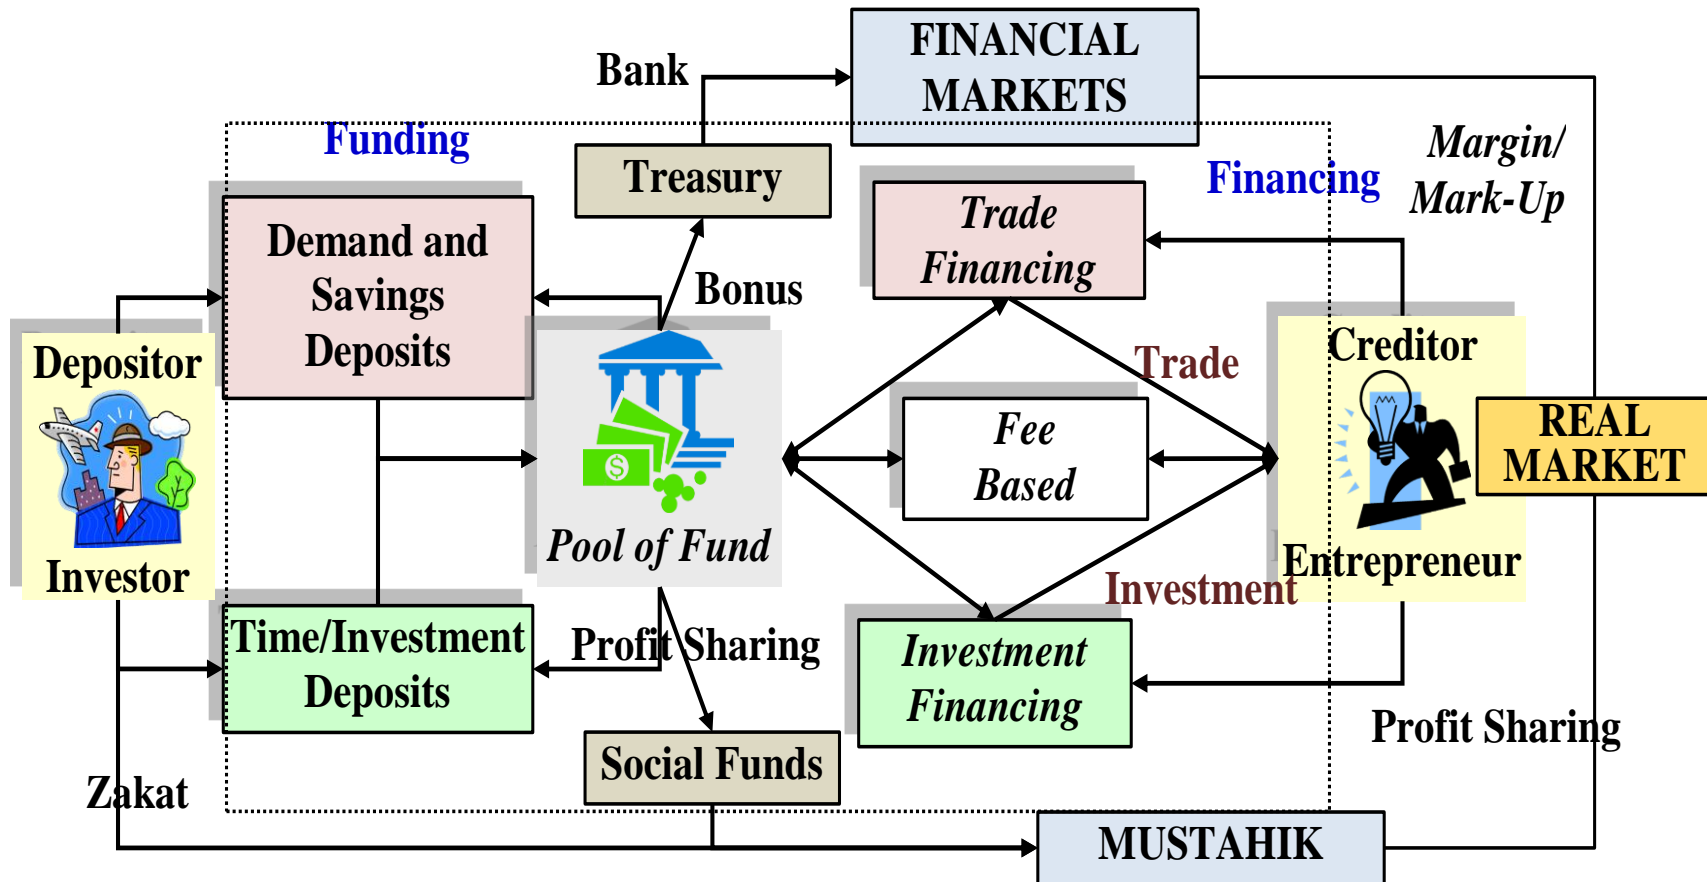 FINANCIAL
MARKETS
Bank
Funding
Treasury
Financing
Margin/
Mark-Up
Demand and
Savings
Deposits
Trade
Financing
Bonus
Depositor
Investor
Pool of Fund
Trade
Fee
Based
Creditor
Entrepreneur
REAL
MARKET
Investment
Time/Investment
Deposits
Profit Sharing
Investment
Financing
Profit Sharing
Social Funds
Zakat
MUSTAHIK
$